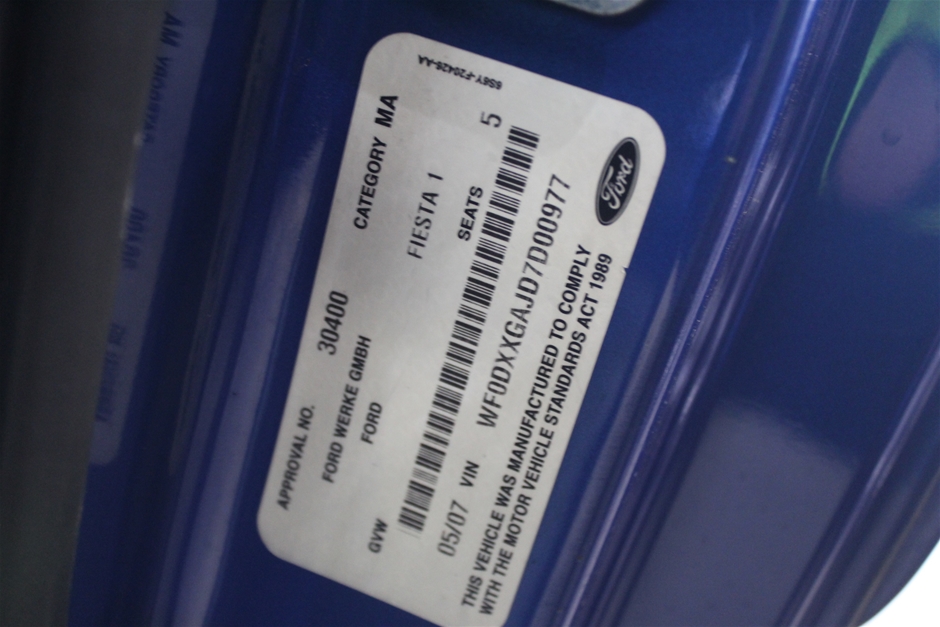 6S6Y-F20426-AA
APPROVAL NO. 30400 CATEGORY MA
FORD WERKE GMBH FIESTA 1
FORD SEATS 5
GVW
05/07 VIN WF0DXXGAJD7D00977
THIS VEHICLE WAS MANUFACTURED TO COMPLY
WITH THE MOTOR VEHICLE STANDARDS ACT 1989
Ford